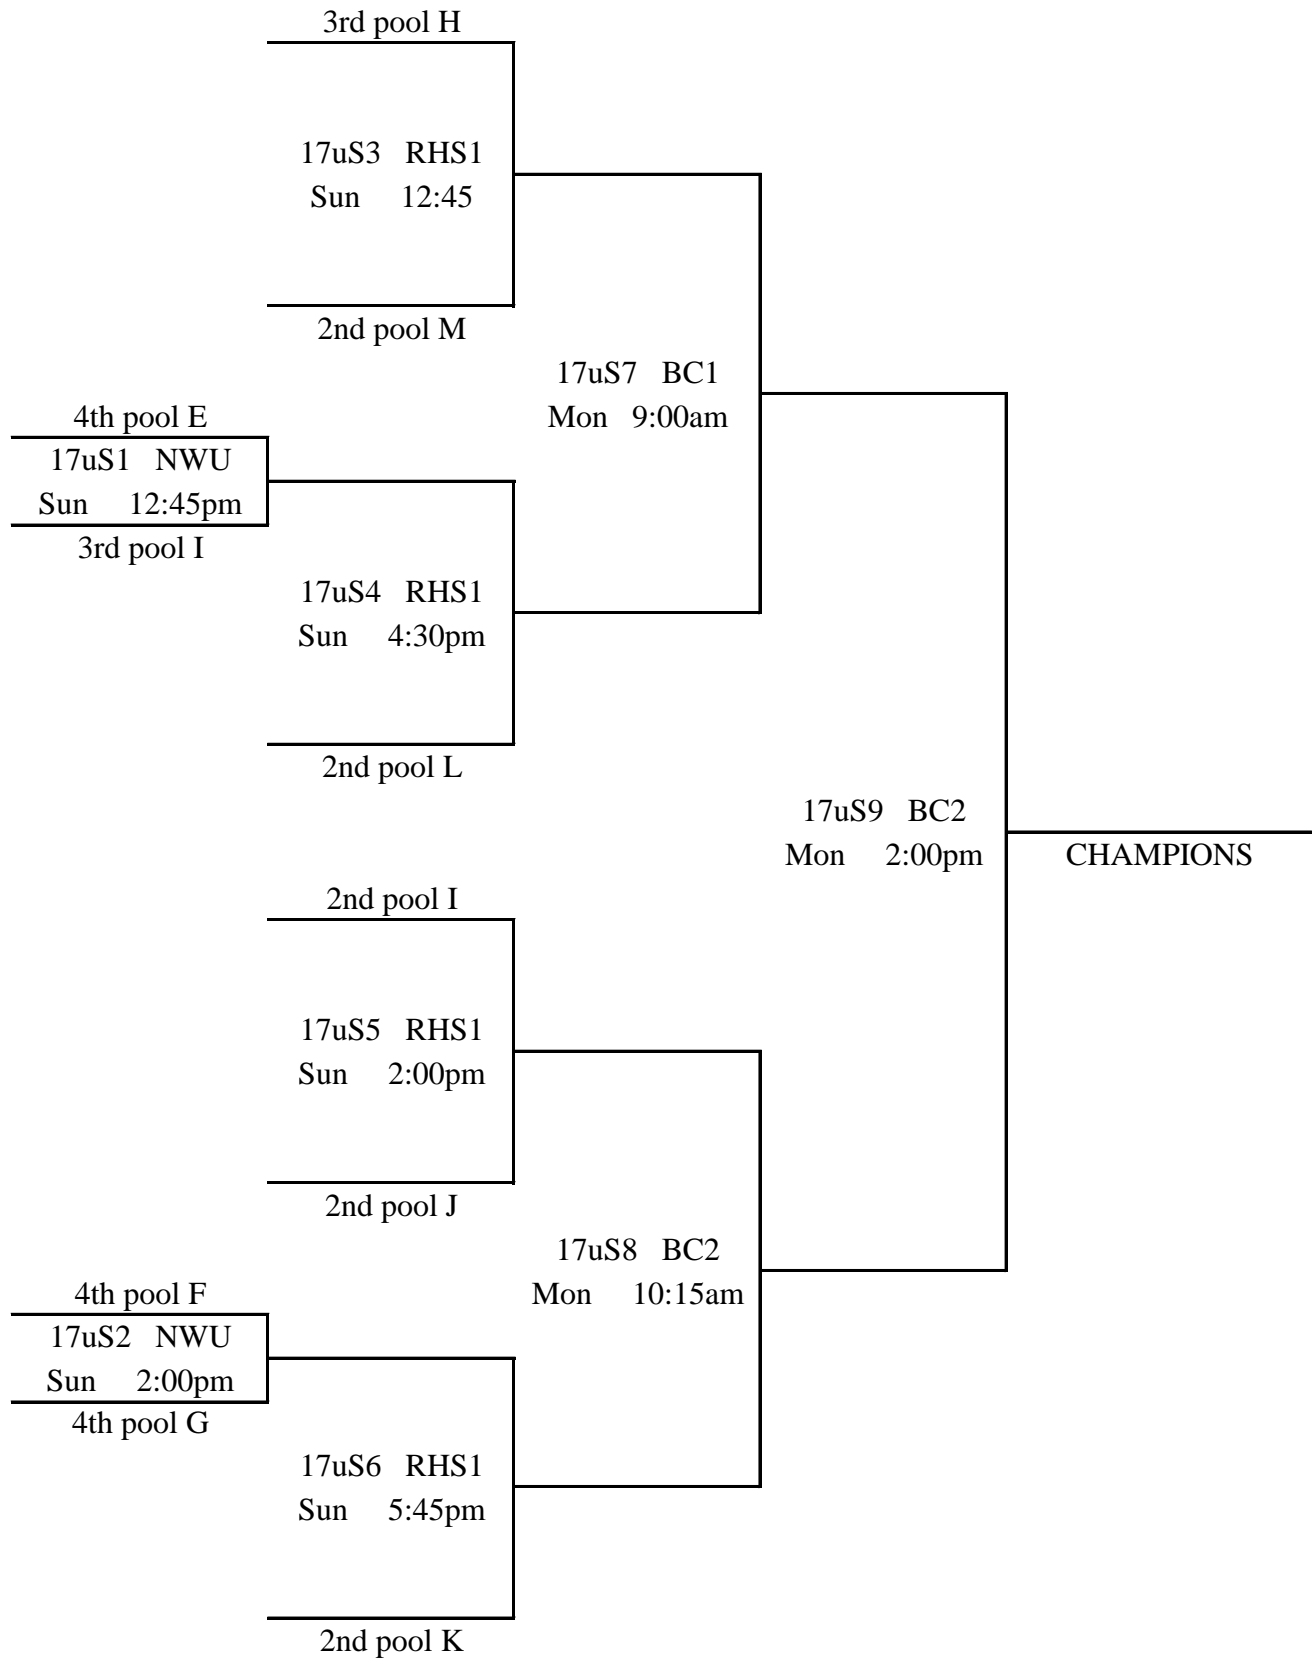 3rd pool H
17uS3 RHS1
Sun 12:45
2nd pool M
17uS7 BC1
Mon 9:00am
4th pool E
17uS1 NWU
Sun 12:45pm
3rd pool I
17uS4 RHS1
Sun 4:30pm
2nd pool L
17uS9 BC2
Mon 2:00pm
CHAMPIONS
2nd pool I
17uS5 RHS1
Sun 2:00pm
2nd pool J
17uS8 BC2
Mon 10:15am
4th pool F
17uS2 NWU
Sun 2:00pm
4th pool G
17uS6 RHS1
Sun 5:45pm
2nd pool K